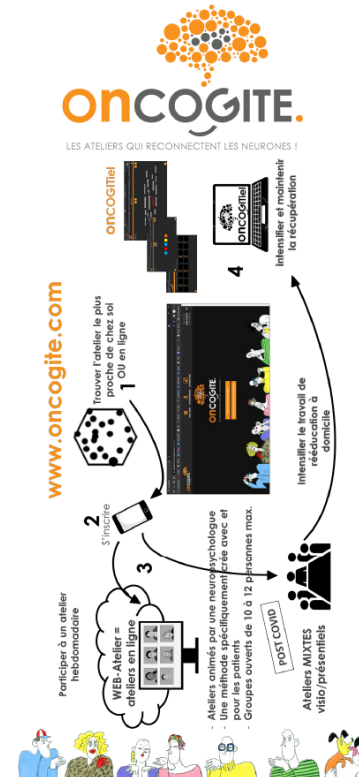 oncogite.
LES ATELIERS QUI RECONNECTENT LES NEURONES !
www.oncogite.com
Trouver l'atelier le plus
proche de chez soi
OU en ligne
1
2
S'inscrire
3
Participer à un atelier
hebdomadaire
WEB-Atelier =
ateliers en ligne
- Ateliers animés par une neuropsychologue
- Une méthode spécifiquement créée avec et
pour les patients
- Groupes ouverts de 10 à 12 personnes max.
POST COVID
Ateliers MIXTES
visio/présentiels
Intensifier le travail de
rééducation à
domicile
oncogite.
oncogitiel
4
oncogitiel
Intensifier et maintenir
la récupération